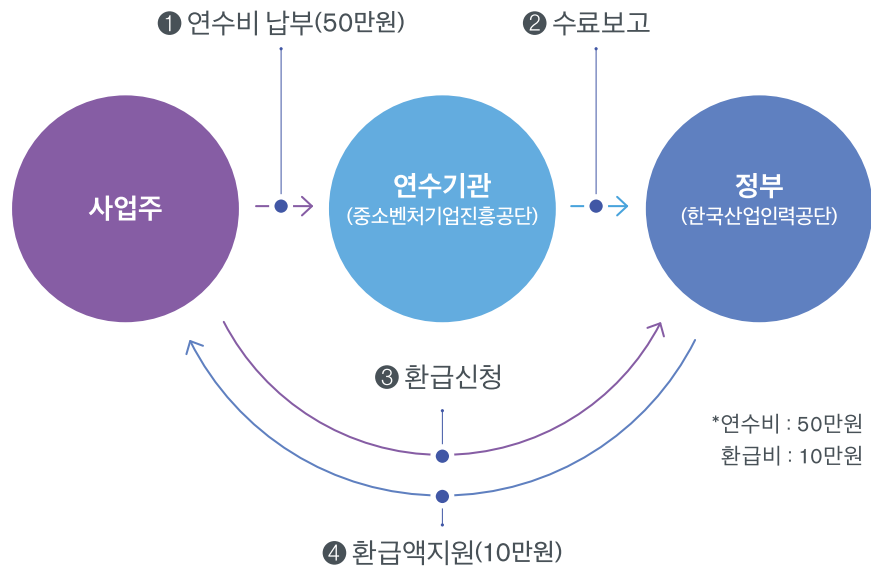 ❶ 연수비 납부(50만원)
❷ 수료보고
사업주
연수기관
(중소벤처기업진흥공단)
정부
(한국산업인력공단)
❸ 환급신청
*연수비 : 50만원
환급비 : 10만원
❹ 환급액지원(10만원)